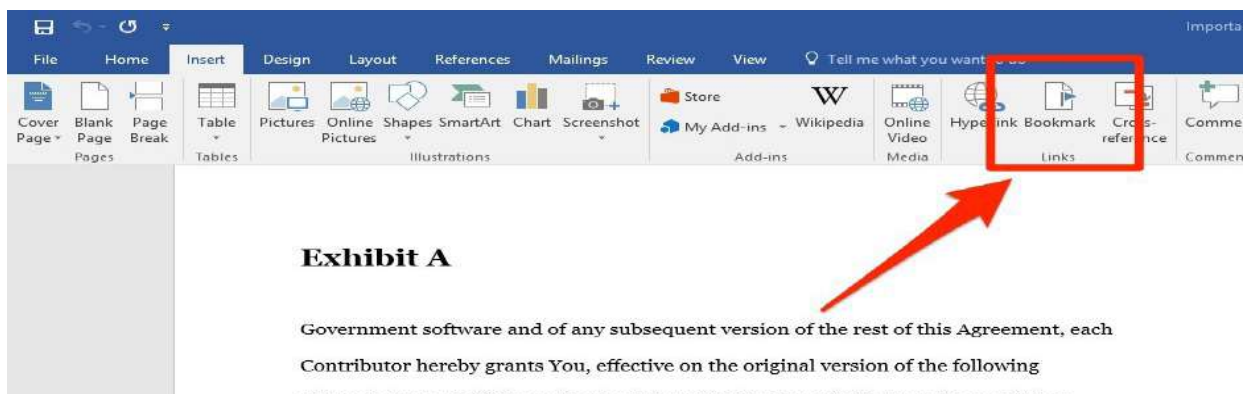 Importa
File Home Insert Design Layout References Mailings Review View Tell me what you want
Cover Page Blank Page Page Break Table Pictures Online Pictures Shapes SmartArt Chart Screenshot Store My Add-ins Wikipedia Online Video Hyperlink Bookmark Cross-reference Comme
Pages Tables Illustrations Add-ins Media Links Commen
Exhibit A
Government software and of any subsequent version of the rest of this Agreement, each
Contributor hereby grants You, effective on the original version of the following